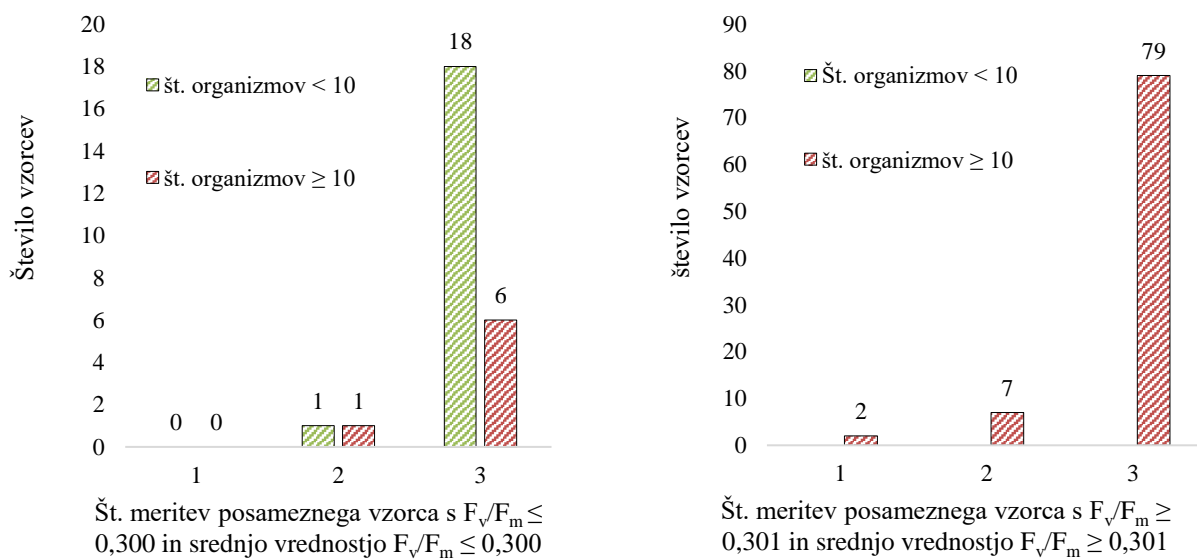 20
18
16
14
12
10
8
6
4
2
0
Število vzorcev
št. organizmov < 10
št. organizmov ≥ 10
0 0
1 1
18
6
1 2 3
Št. meritev posameznega vzorca s Fv/Fm ≤
0,300 in srednjo vrednostjo Fv/Fm ≤ 0,300
90
80
70
60
50
40
30
20
10
0
število vzorcev
Št. organizmov < 10
št. organizmov ≥ 10
2
7
79
1 2 3
Št. meritev posameznega vzorca s Fv/Fm ≥
0,301 in srednjo vrednostjo Fv/Fm ≥ 0,301